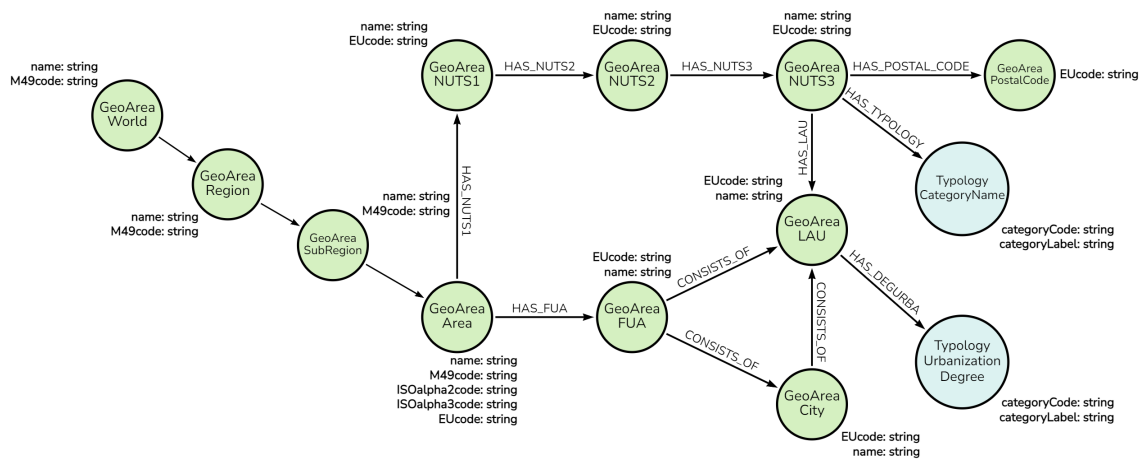 name: string
EUcode: string
GeoArea
NUTS1
HAS_NUTS2
name: string
EUcode: string
GeoArea
NUTS2
HAS_NUTS3
name: string
EUcode: string
GeoArea
NUTS3
HAS_POSTAL_CODE
GeoArea
PostalCode
EUcode: string
name: string
M49code: string
GeoArea
World
GeoArea
Region
name: string
M49code: string
name: string
M49code: string
GeoArea
SubRegion
HAS_NUTS1
HAS_LAU
HAS_TYPOLOGY
Typology
CategoryName
categoryCode: string
categoryLabel: string
EUcode: string
name: string
GeoArea
LAU
GeoArea
Area
name: string
M49code: string
ISOalpha2code: string
ISOalpha3code: string
EUcode: string
HAS_FUA
EUcode: string
name: string
GeoArea
FUA
CONSISTS_OF
CONSISTS_OF
CONSISTS_OF
HAS_DEGURBA
GeoArea
City
EUcode: string
name: string
Typology
Urbanization
Degree
categoryCode: string
categoryLabel: string